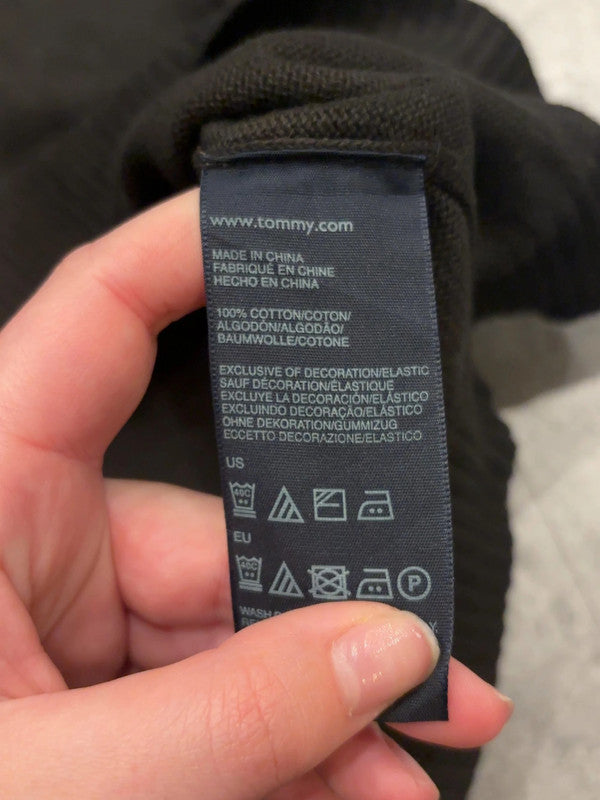 www.tommy.com
MADE IN CHINA
FABRIQUÉ EN CHINE
HECHO EN CHINA
100% COTTON/COTON/
ALGODÓN/ALGODÃO/
BAUMWOLLE/COTONE
EXCLUSIVE OF DECORATION/ELASTIC
SAUF DÉCORATION/ÉLASTIQUE
EXCLUYE LA DECORACIÓN/ELÁSTICO
EXCLUINDO DECORAÇÃO/ELÁSTICO
OHNE DEKORATION/GUMMIZUG
ECCETTO DECORAZIONE/ELASTICO
US
40C
EU
40C P
WASH